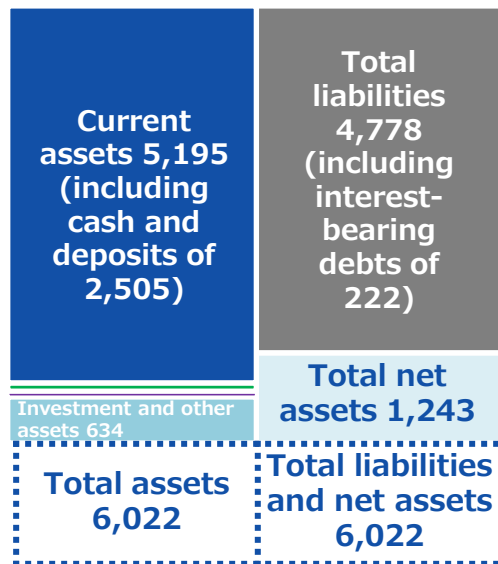 Current
assets 5,195
(including
cash and
deposits of
2,505)
Investment and other
assets 634
Total assets
6,022
Total
liabilities
4,778
(including
interest-
bearing
debts of
222)
Total net
assets 1,243
Total liabilities
and net assets
6,022